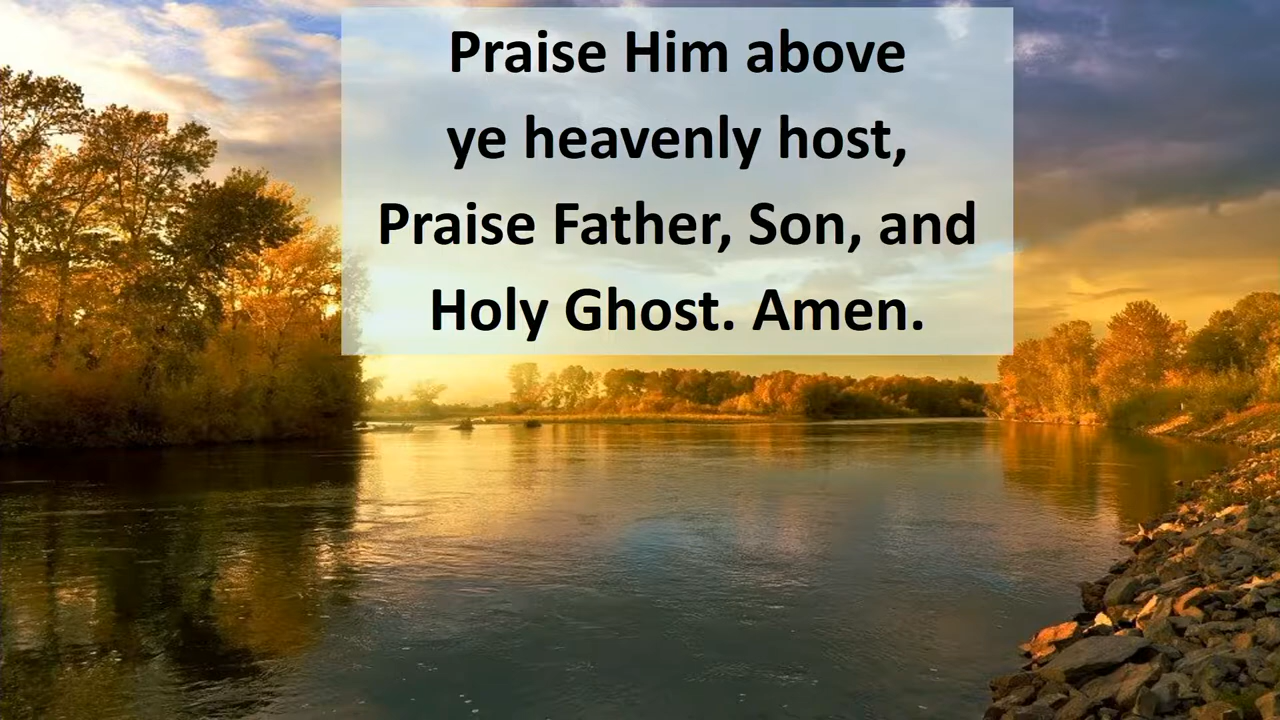 Praise Him above
ye heavenly host,
Praise Father, Son, and
Holy Ghost. Amen.